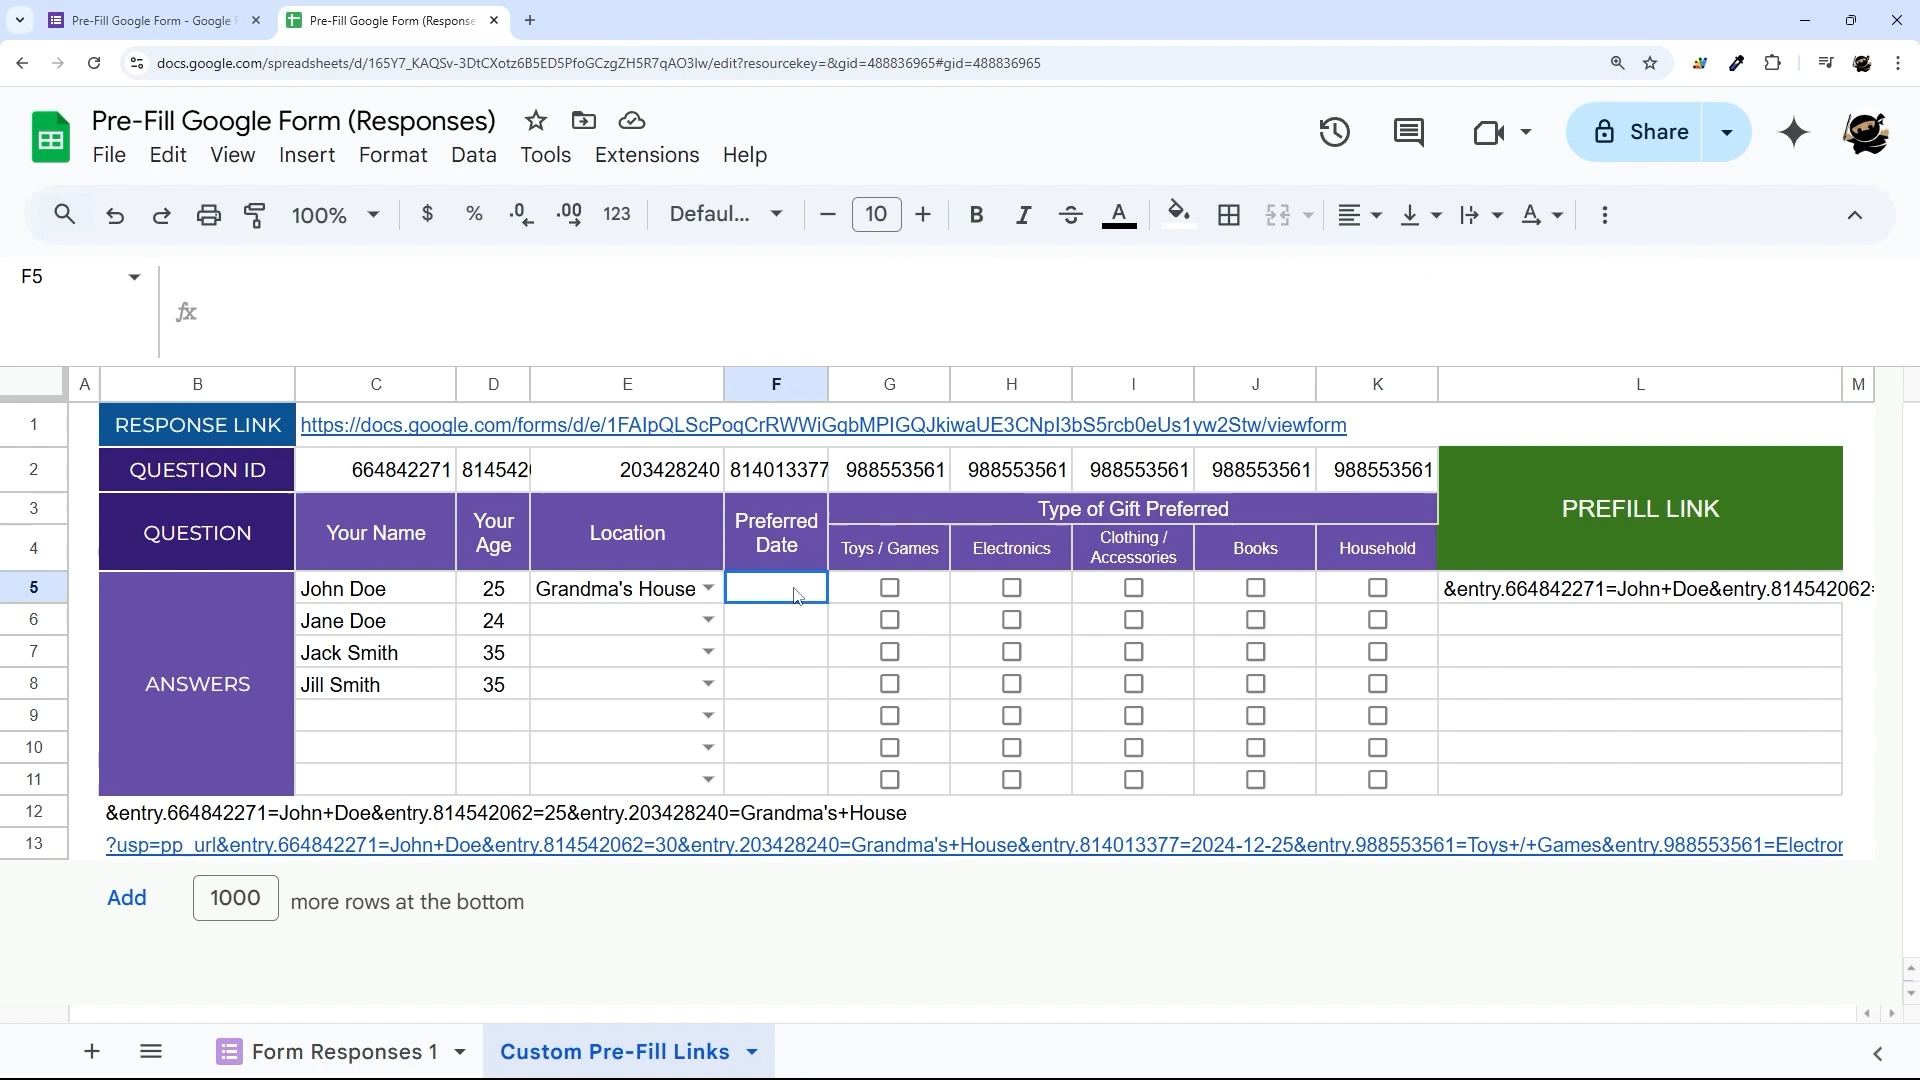 Pre-Fill Google Form - Google F
Pre-Fill Google Form (Response
docs.google.com/spreadsheets/d/165Y7_KAQSv-3DtCXotz6B5ED5PfoGCzgZH5R7qAO3lw/edit?resourcekey=&gid=488836965#gid=488836965
Pre-Fill Google Form (Responses)
Share
File Edit View Insert Format Data Tools Extensions Help
100% $ % .0 .00 123 Defaul... 10 B I A
F5
fx
A B C D E F G H I J K L M
1 RESPONSE LINK https://docs.google.com/forms/d/e/1FAIpQLScPoqCrRWWiGqbMPIGQJkiwaUE3CNpI3bS5rcb0eUs1yw2Stw/viewform
2 QUESTION ID 664842271 814542 203428240 814013377 988553561 988553561 988553561 988553561 988553561
3 QUESTION Your Name Your Age Location Preferred Date Type of Gift Preferred PREFILL LINK
4 Toys / Games Electronics Clothing / Accessories Books Household
5 John Doe 25 Grandma's House &entry.664842271=John+Doe&entry.814542062=
6 Jane Doe 24
7 Jack Smith 35
8 ANSWERS Jill Smith 35
9
10
11
12 &entry.664842271=John+Doe&entry.814542062=25&entry.203428240=Grandma's+House
13 ?usp=pp_url&entry.664842271=John+Doe&entry.814542062=30&entry.203428240=Grandma's+House&entry.814013377=2024-12-25&entry.988553561=Toys+/+Games&entry.988553561=Electror
Add 1000 more rows at the bottom
Form Responses 1 Custom Pre-Fill Links